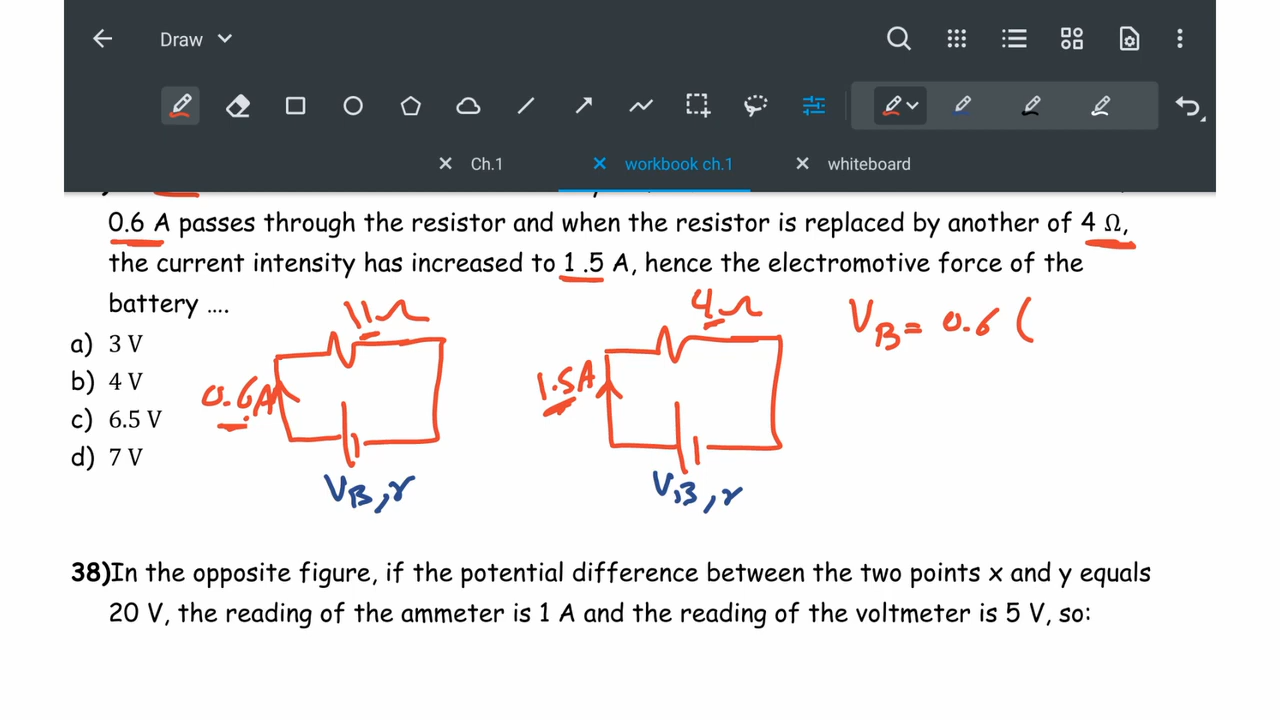 Draw
Ch.1
workbook ch.1
whiteboard
0.6 A passes through the resistor and when the resistor is replaced by another of 4 Ω,
the current intensity has increased to 1 .5 A, hence the electromotive force of the
battery ….
a) 3 V
b) 4 V
c) 6.5 V
d) 7 V
11Ω
0.6A
VB,r
4Ω
1.5A
VB,r
VB = 0.6 (
38)In the opposite figure, if the potential difference between the two points x and y equals
20 V, the reading of the ammeter is 1 A and the reading of the voltmeter is 5 V, so: